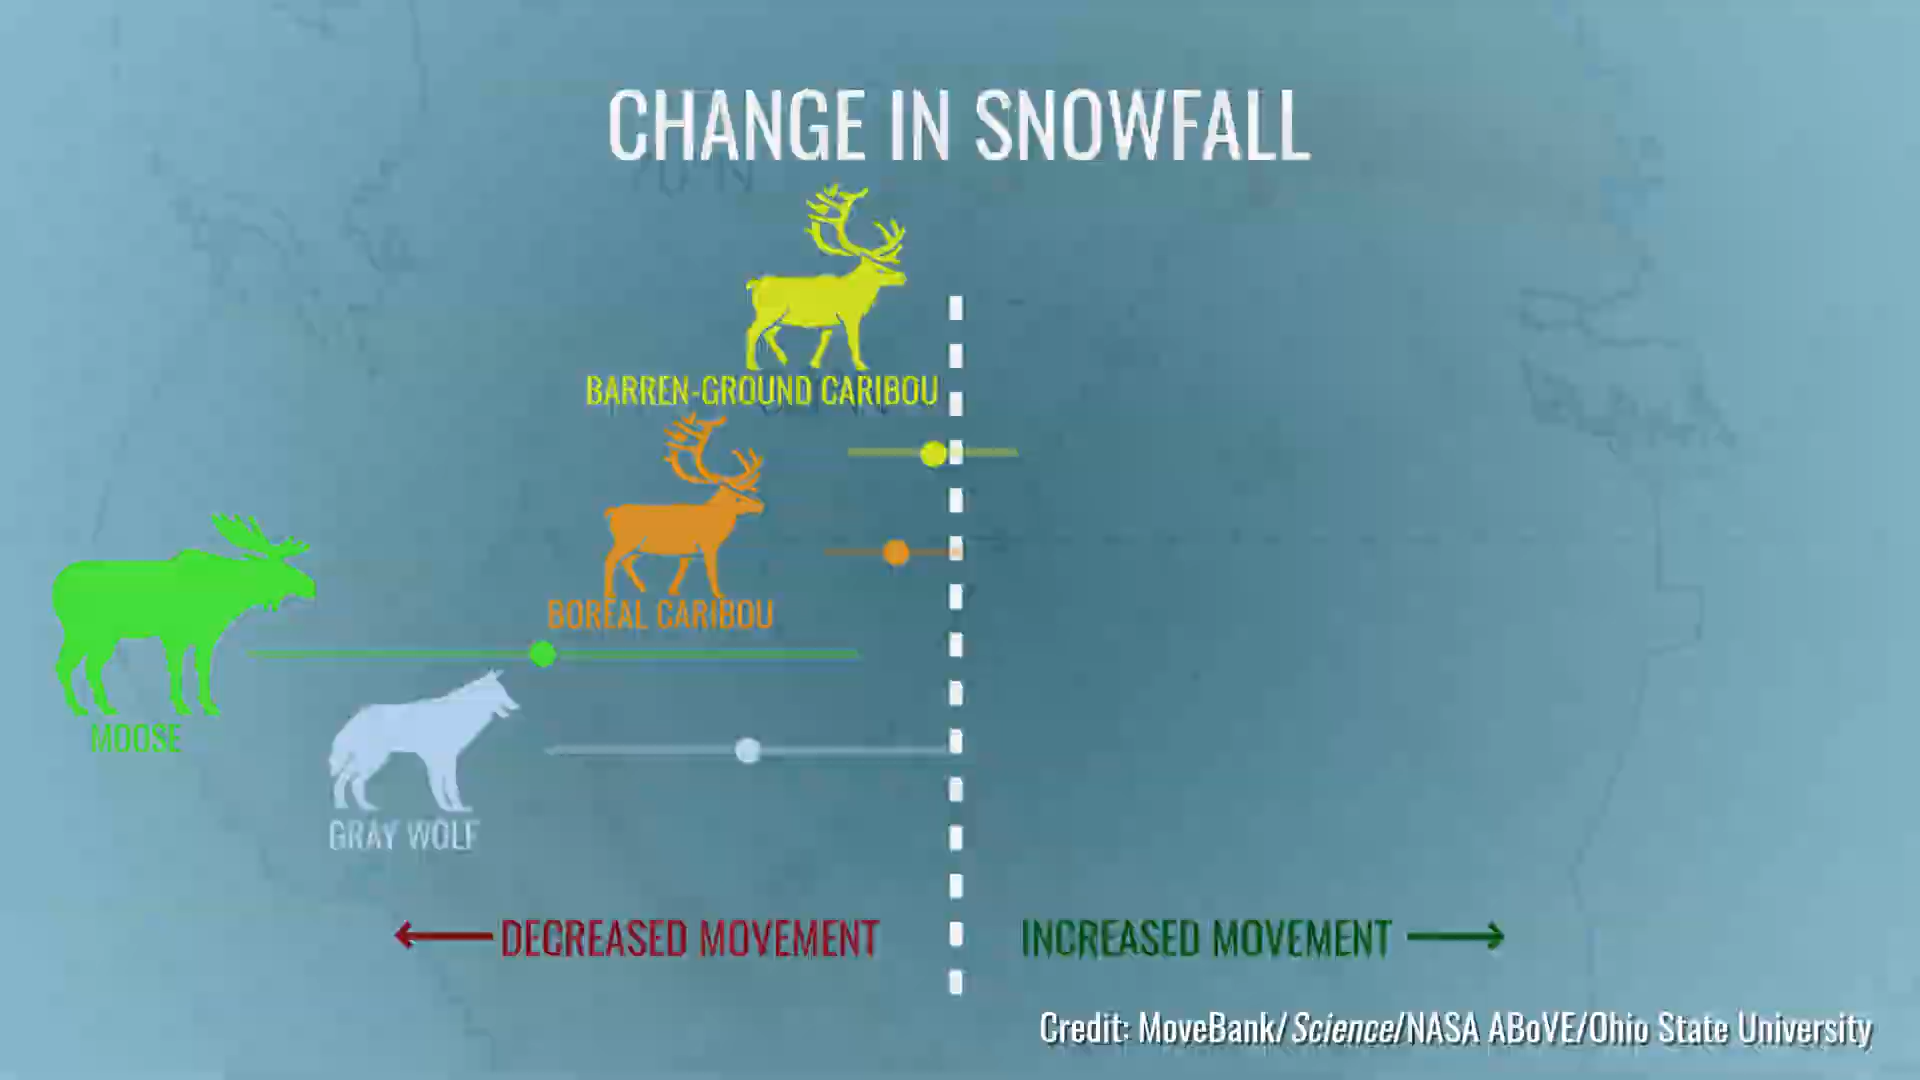 CHANGE IN SNOWFALL
BARREN-GROUND CARIBOU
BOREAL CARIBOU
MOOSE
GRAY WOLF
DECREASED MOVEMENT
INCREASED MOVEMENT
Credit: MoveBank/Science/NASA ABoVE/Ohio State University